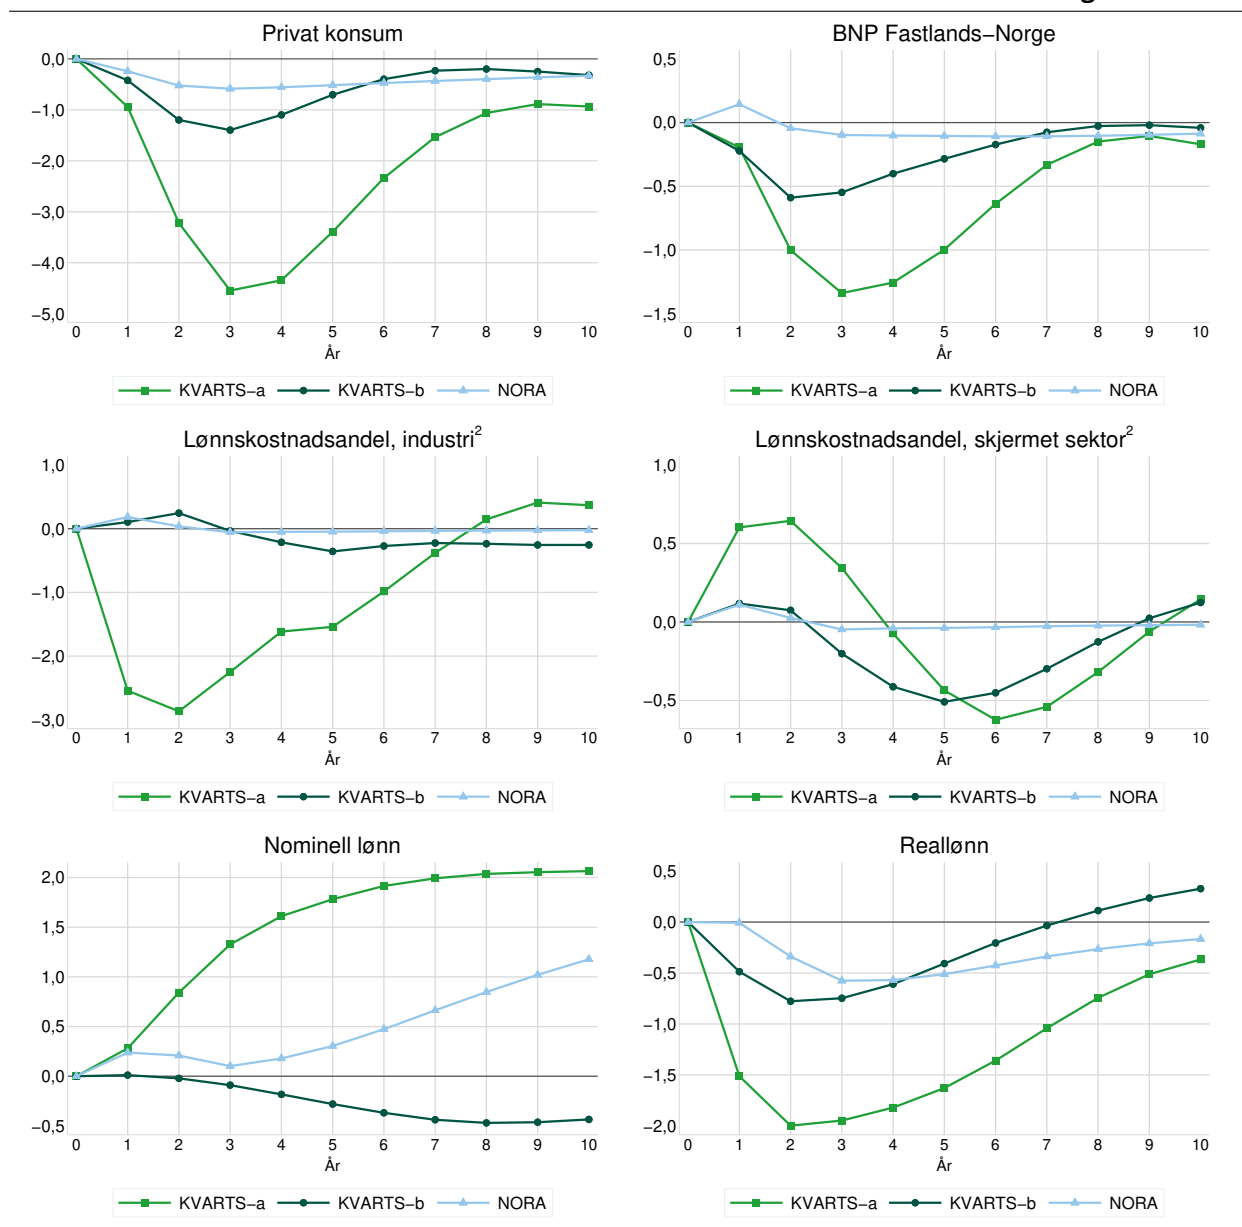 Privat konsum
0,0
−1,0
−2,0
−3,0
−4,0
−5,0
0 1 2 3 4 5 6 7 8 9 10
År
KVARTS−a KVARTS−b NORA
BNP Fastlands−Norge
0,5
0,0
−0,5
−1,0
−1,5
0 1 2 3 4 5 6 7 8 9 10
År
KVARTS−a KVARTS−b NORA
Lønnskostnadsandel, industri²
1,0
0,0
−1,0
−2,0
−3,0
0 1 2 3 4 5 6 7 8 9 10
År
KVARTS−a KVARTS−b NORA
Lønnskostnadsandel, skjermet sektor²
1,0
0,5
0,0
−0,5
0 1 2 3 4 5 6 7 8 9 10
År
KVARTS−a KVARTS−b NORA
Nominell lønn
2,0
1,5
1,0
0,5
0,0
−0,5
0 1 2 3 4 5 6 7 8 9 10
År
KVARTS−a KVARTS−b NORA
Reallønn
0,5
0,0
−0,5
−1,0
−1,5
−2,0
0 1 2 3 4 5 6 7 8 9 10
År
KVARTS−a KVARTS−b NORA